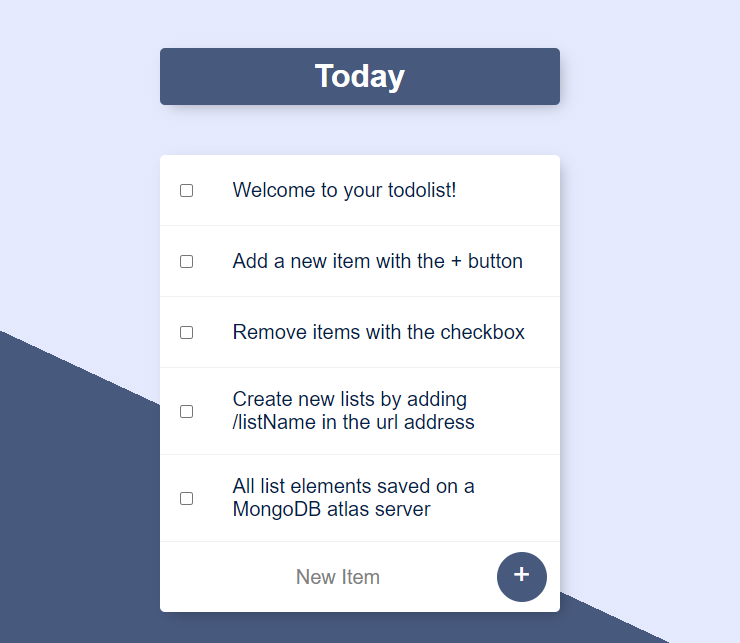 Today
Welcome to your todolist!
Add a new item with the + button
Remove items with the checkbox
Create new lists by adding
/listName in the url address
All list elements saved on a
MongoDB atlas server
New Item
+